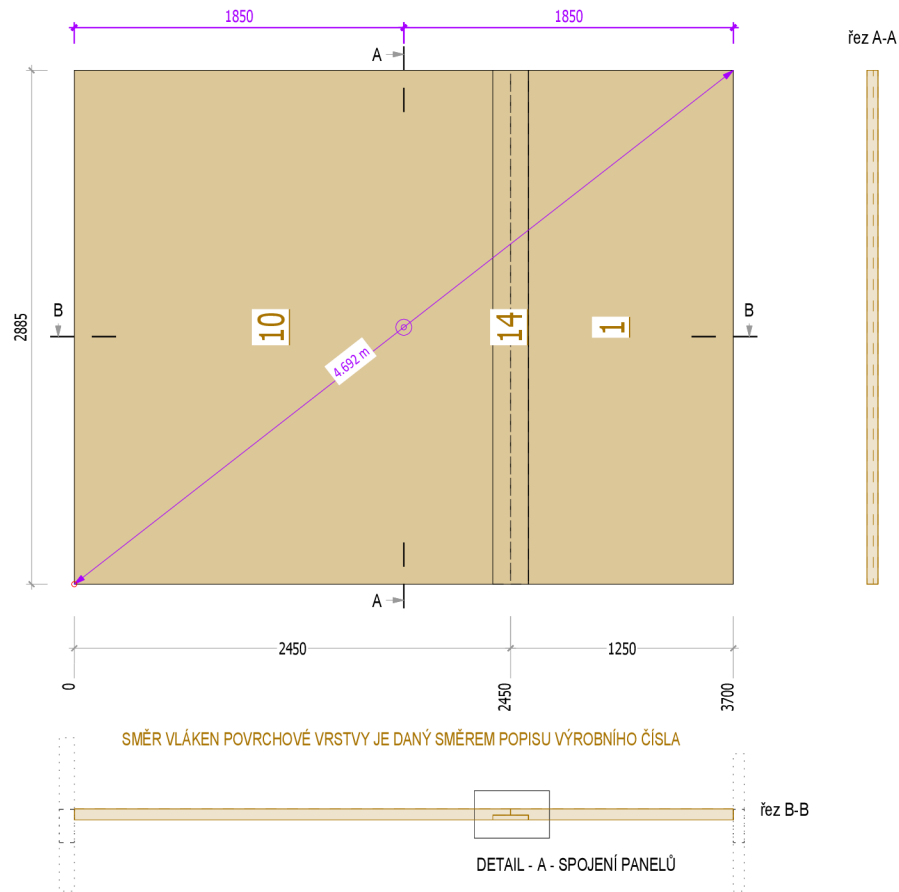 1850
1850
řez A-A
A
2885
B
B
10
14
1
4.692 m
A
2450
1250
0
2450
3700
SMĚR VLÁKEN POVRCHOVÉ VRSTVY JE DANÝ SMĚREM POPISU VÝROBNÍHO ČÍSLA
řez B-B
DETAIL - A - SPOJENÍ PANELŮ